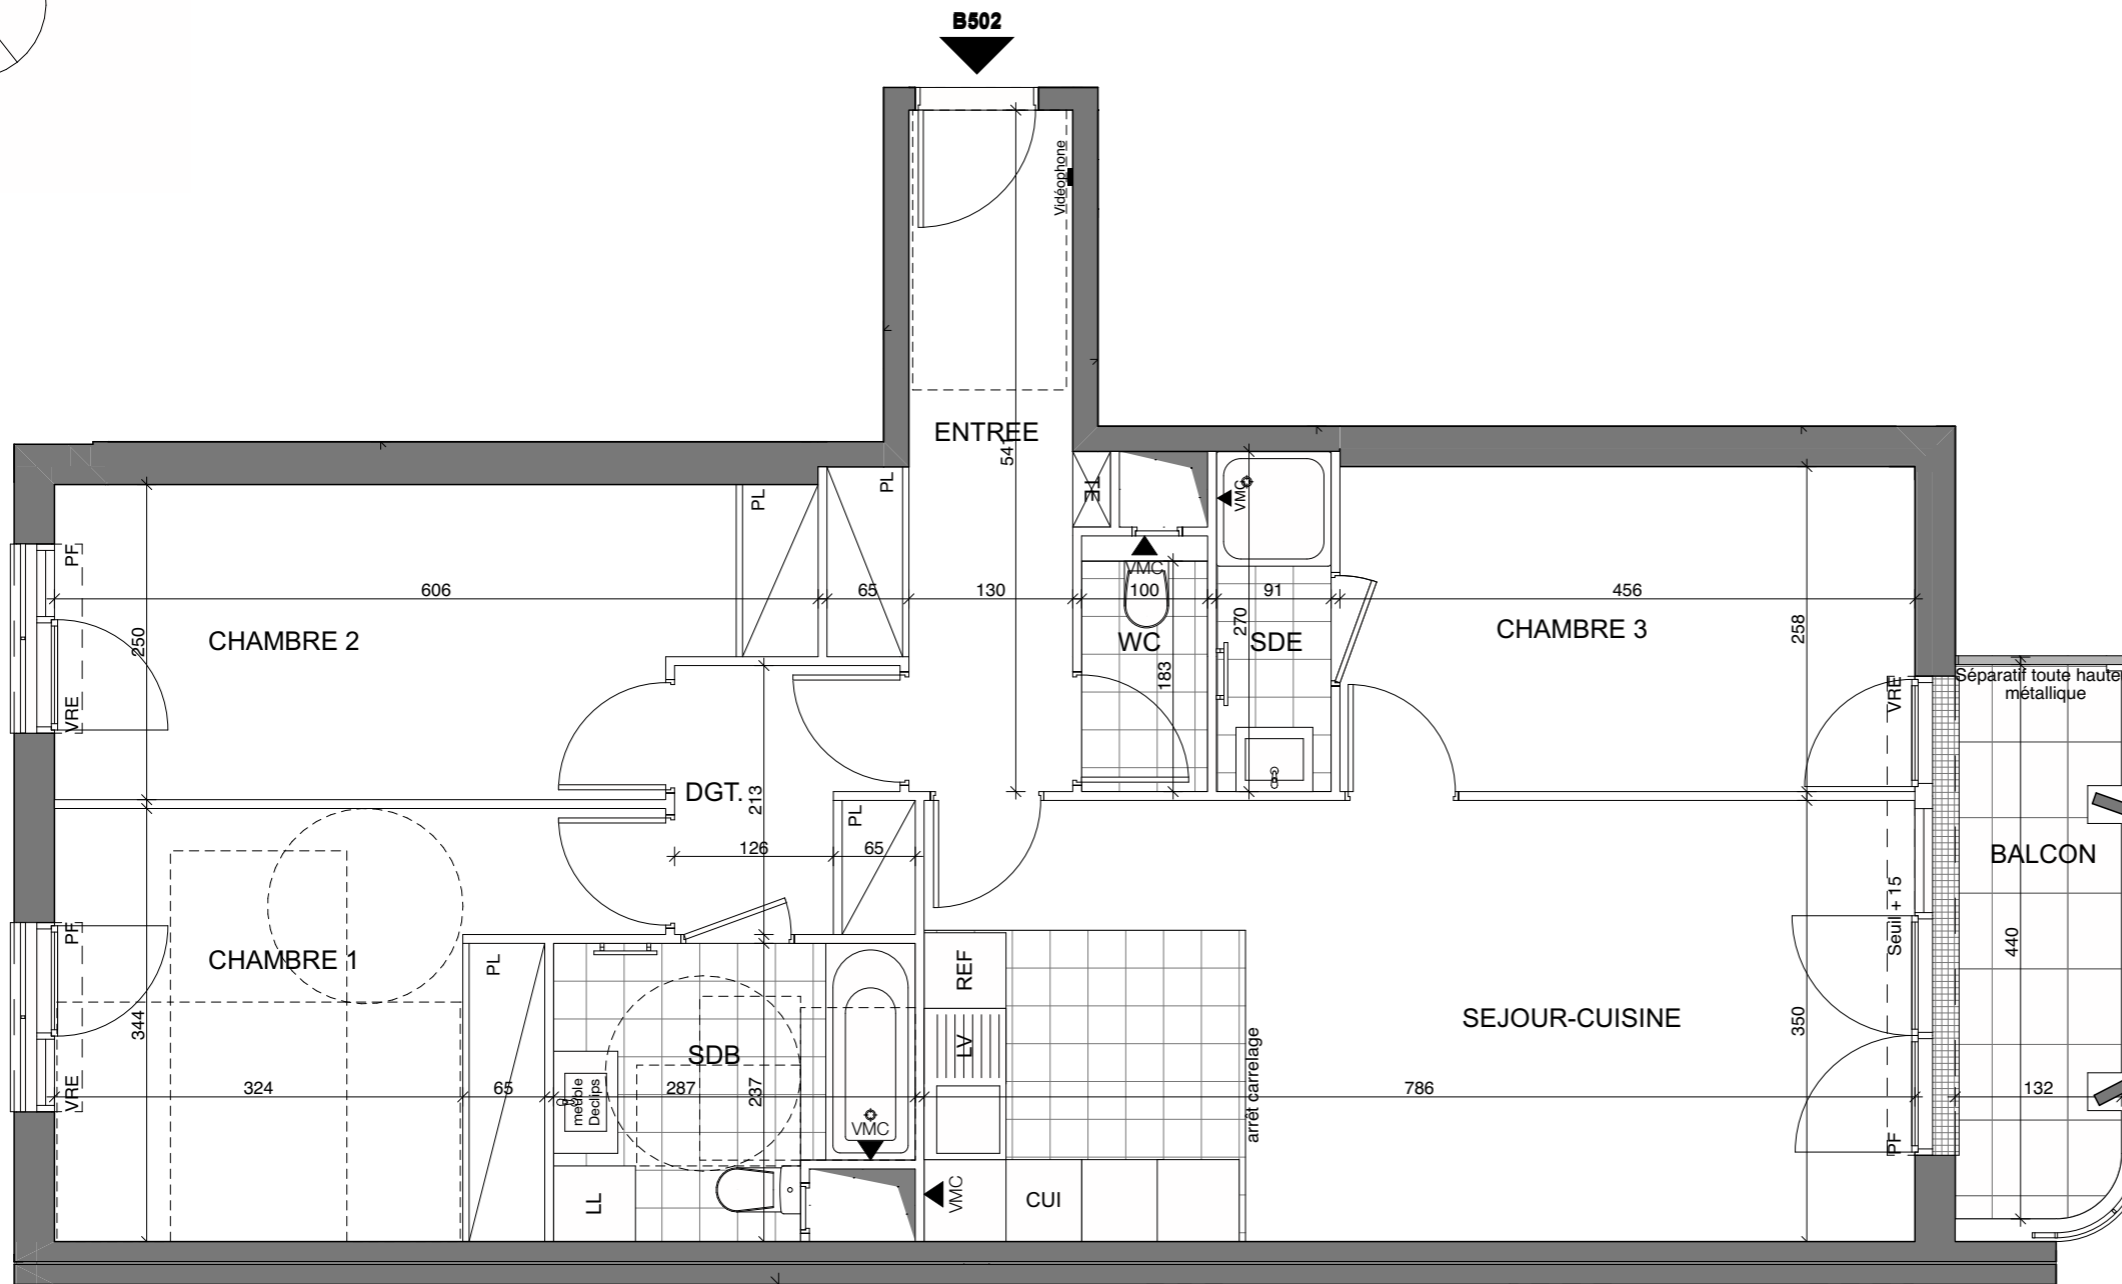 B502
Vidéophone
ENTREE
541
PL
PL
TE
VMC
VMC
PF
606
65
130
100
91
456
250
CHAMBRE 2
WC
183
270
SDE
CHAMBRE 3
258
VRE
VRE
Séparatif toute haute
métallique
DGT.
213
PL
126
65
BALCON
PF
CHAMBRE 1
PL
REF
Seuil + 15
440
344
SDB
LV
SEJOUR-CUISINE
350
arrêt carrelage
VRE
324
65
meuble
Declips
287
237
786
132
VMC
PF
LL
VMC
CUI